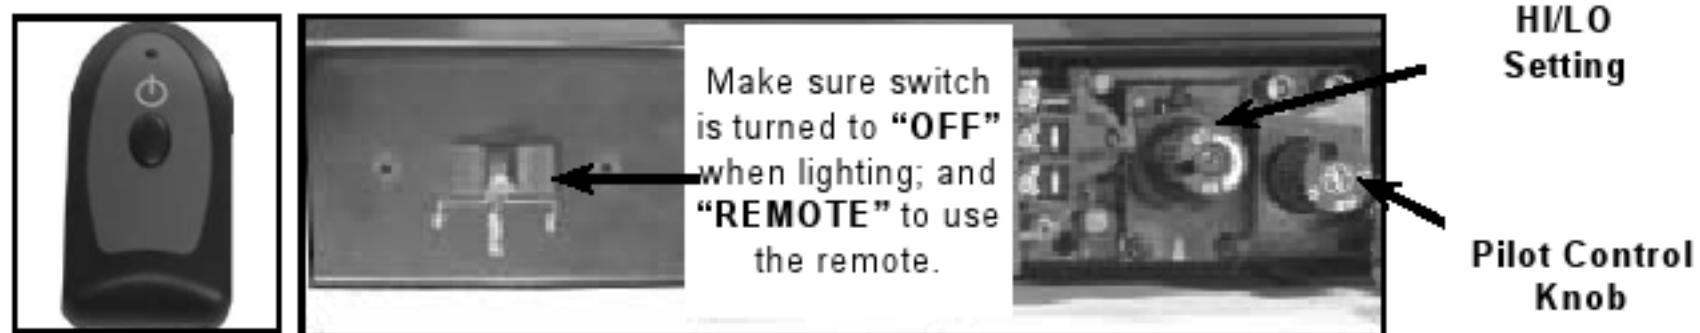 Make sure switch
is turned to “OFF”
when lighting; and
“REMOTE” to use
the remote.
HI/LO
Setting
Pilot Control
Knob